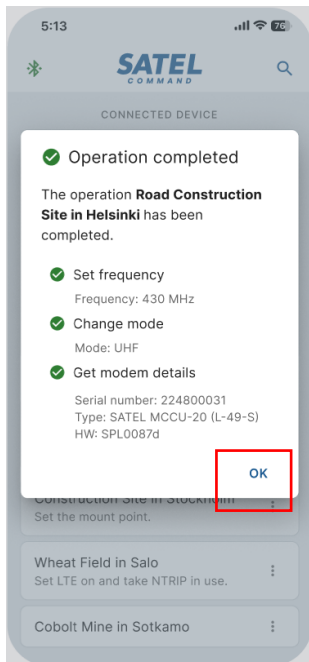 5:13
76
SATEL
COMMAND
CONNECTED DEVICE
Operation completed
The operation Road Construction
Site in Helsinki has been
completed.
Set frequency
Frequency: 430 MHz
Change mode
Mode: UHF
Get modem details
Serial number: 224800031
Type: SATEL MCCU-20 (L-49-S)
HW: SPL0087d
OK
Construction Site in Stockholm
Set the mount point.
Wheat Field in Salo
Set LTE on and take NTRIP in use.
Cobolt Mine in Sotkamo